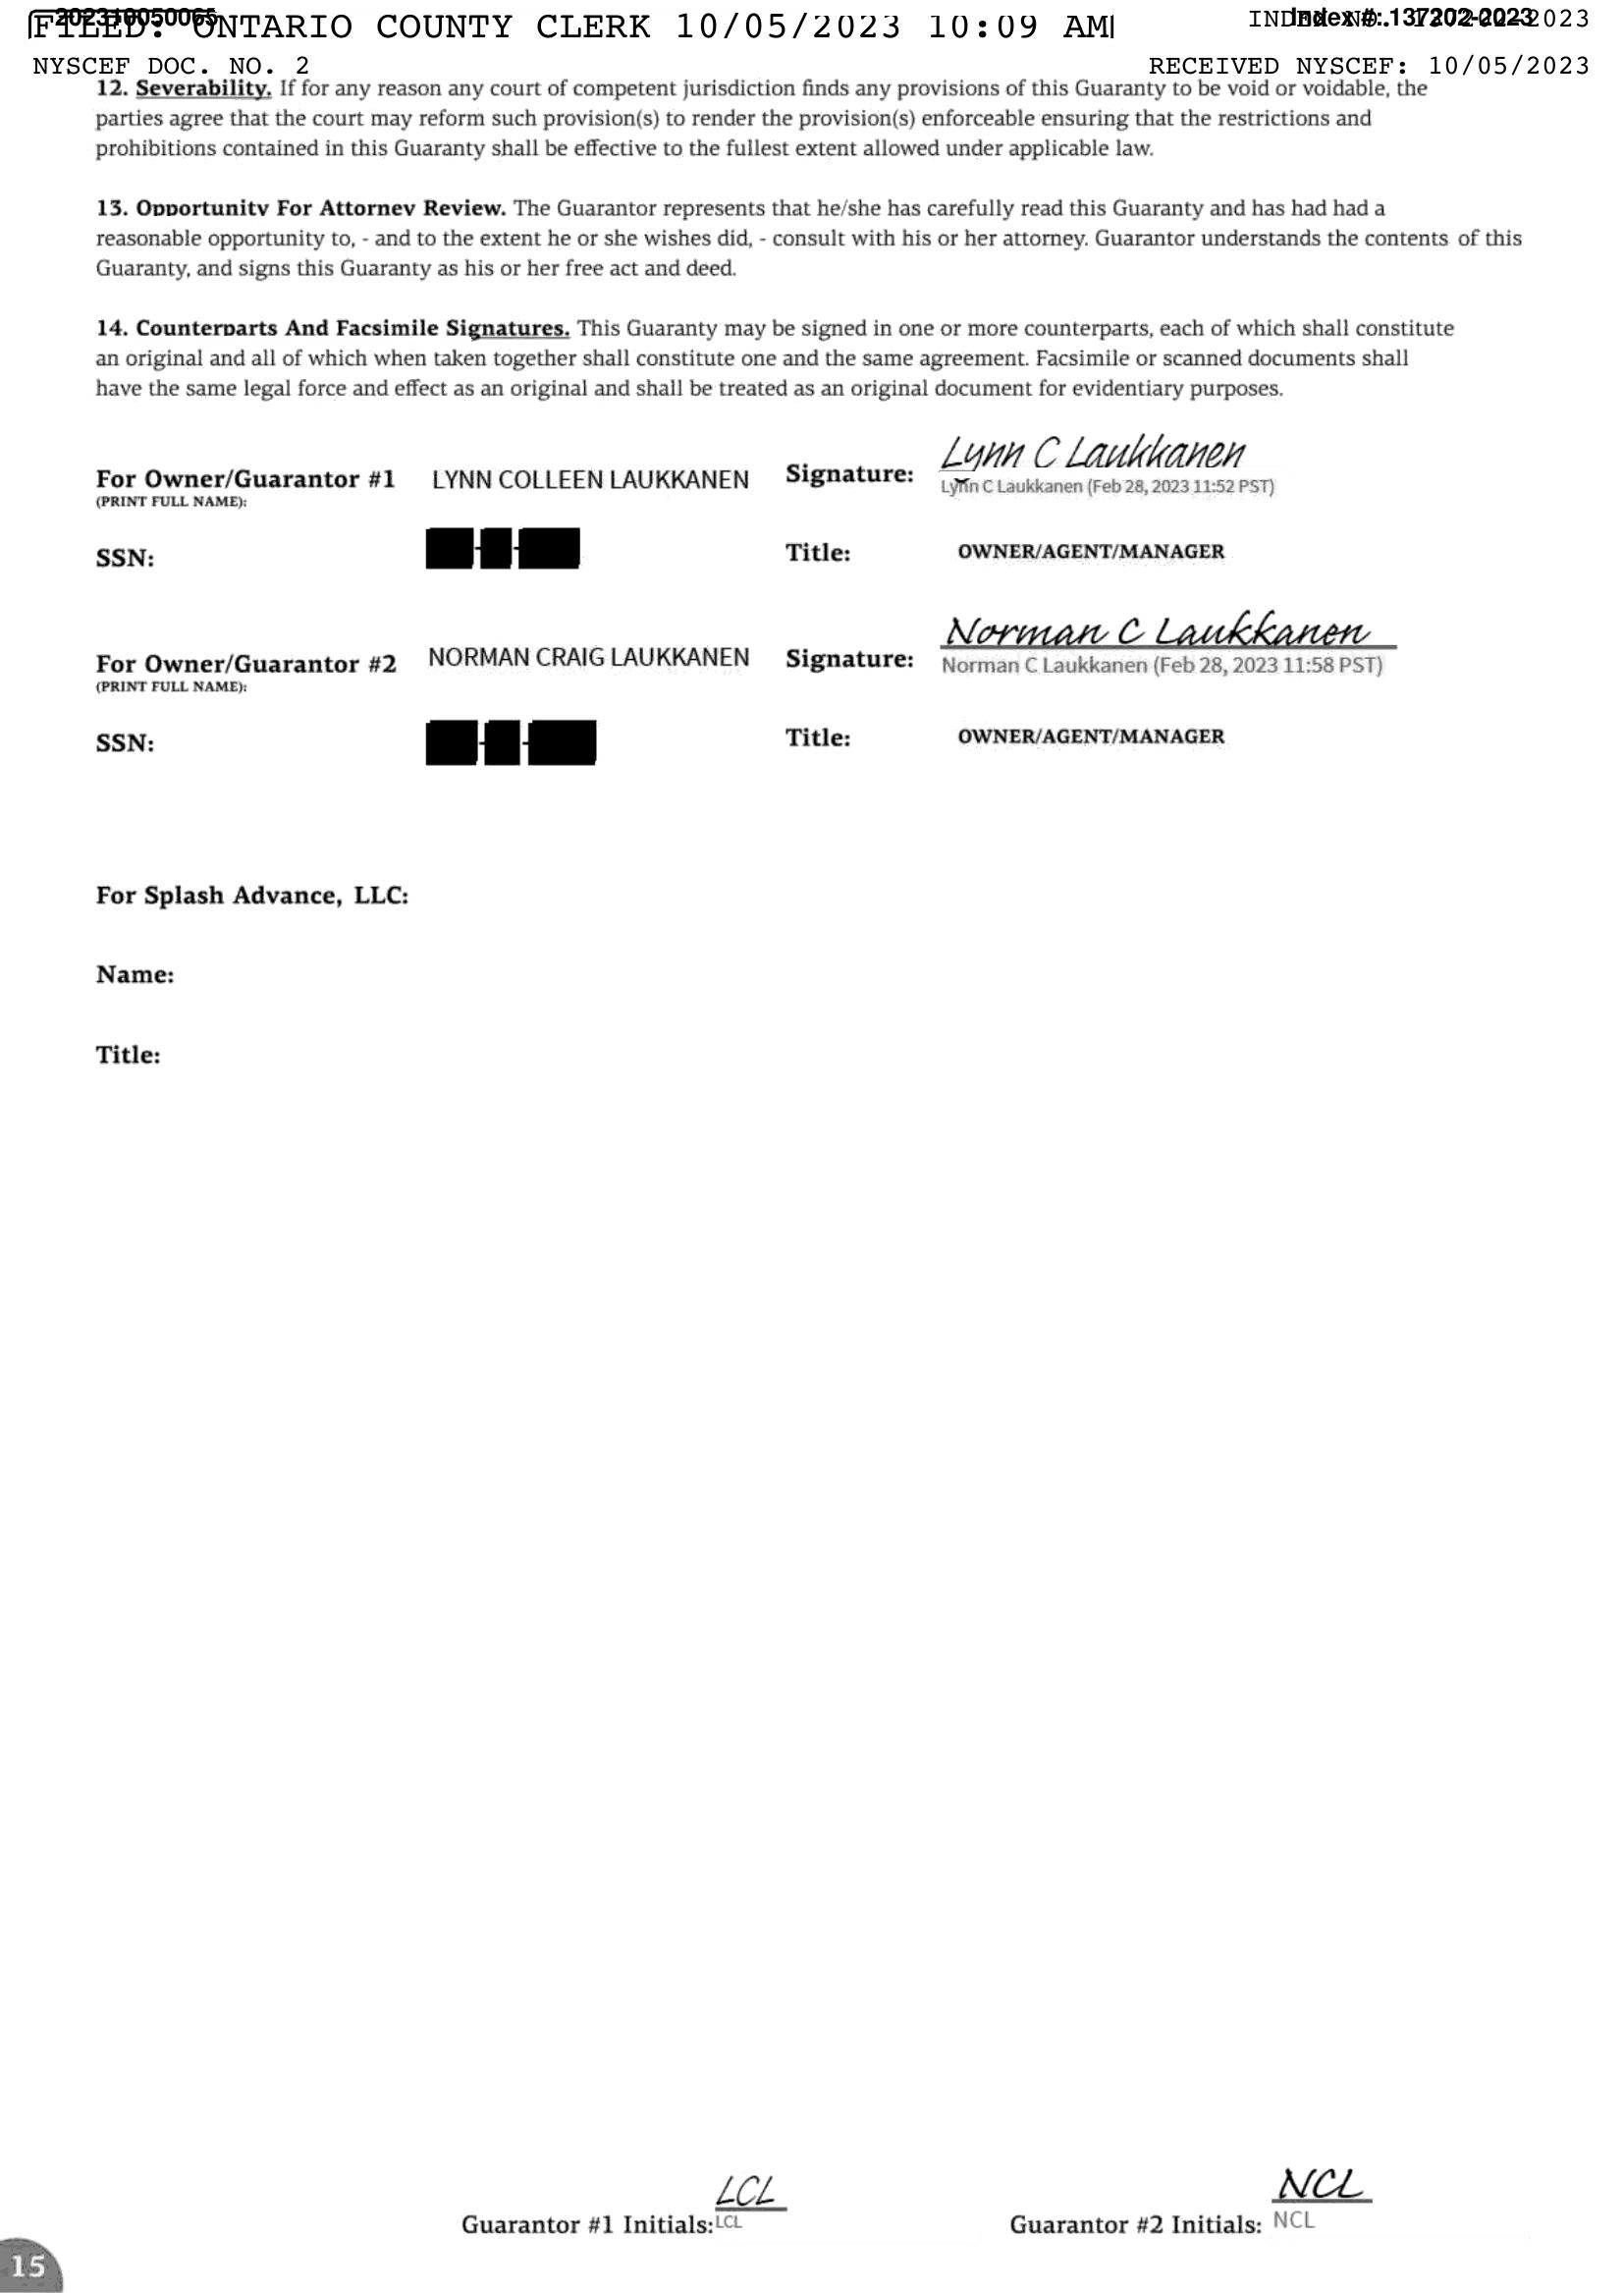 FILED: ONTARIO COUNTY CLERK 10/05/2023 10:09 AM
202310050065
Index #: 137202-2023
NYSCEF DOC. NO. 2 RECEIVED NYSCEF: 10/05/2023
12. Severability. If for any reason any court of competent jurisdiction finds any provisions of this Guaranty to be void or voidable, the
parties agree that the court may reform such provision(s) to render the provision(s) enforceable ensuring that the restrictions and
prohibitions contained in this Guaranty shall be effective to the fullest extent allowed under applicable law.
13. Opportunity For Attorney Review. The Guarantor represents that he/she has carefully read this Guaranty and has had had a
reasonable opportunity to, - and to the extent he or she wishes did, - consult with his or her attorney. Guarantor understands the contents of this
Guaranty, and signs this Guaranty as his or her free act and deed.
14. Counterparts And Facsimile Signatures. This Guaranty may be signed in one or more counterparts, each of which shall constitute
an original and all of which when taken together shall constitute one and the same agreement. Facsimile or scanned documents shall
have the same legal force and effect as an original and shall be treated as an original document for evidentiary purposes.
Lynn C Laukkanen
For Owner/Guarantor #1 LYNN COLLEEN LAUKKANEN Signature:
Lynn C Laukkanen (Feb 28, 2023 11:52 PST)
(PRINT FULL NAME):
SSN: Title: OWNER/AGENT/MANAGER
Norman C Laukkanen
For Owner/Guarantor #2 NORMAN CRAIG LAUKKANEN Signature:
Norman C Laukkanen (Feb 28, 2023 11:58 PST)
(PRINT FULL NAME):
SSN: Title: OWNER/AGENT/MANAGER
For Splash Advance, LLC:
Name:
Title:
LCL NCL
Guarantor #1 Initials: LCL Guarantor #2 Initials: NCL
15